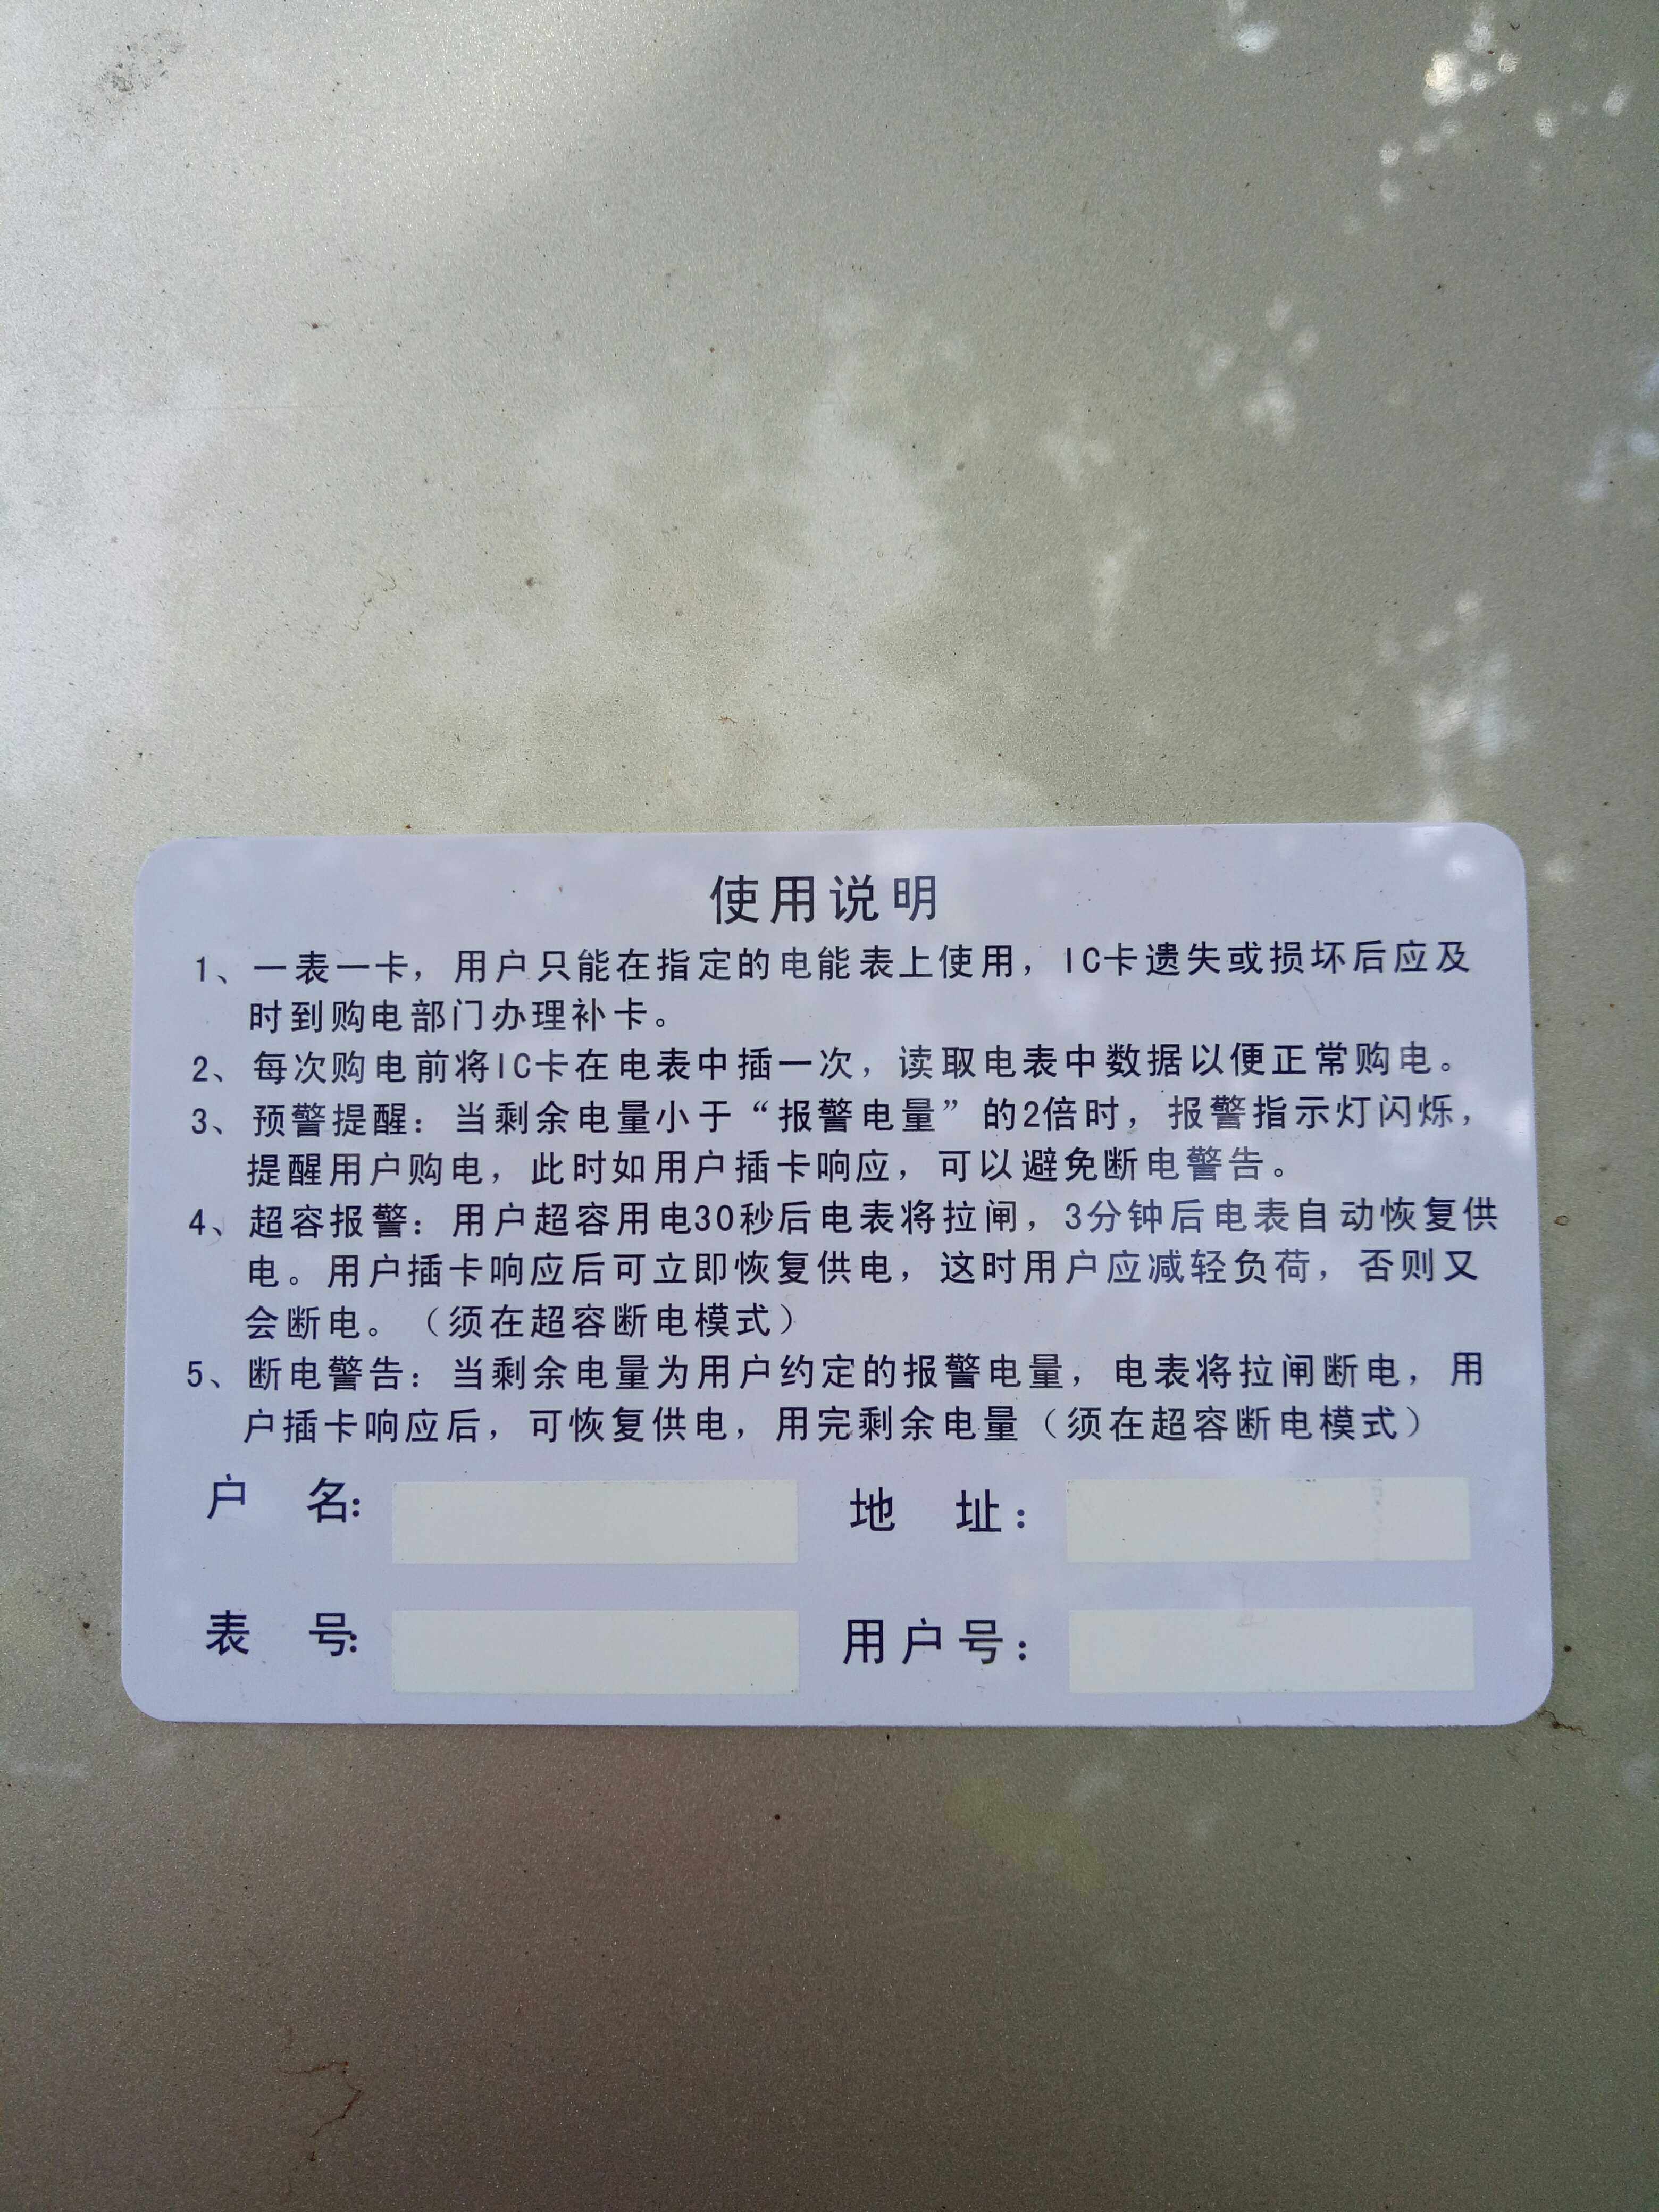 使用说明
1、一表一卡，用户只能在指定的电能表上使用，IC卡遗失或损坏后应及
时到购电部门办理补卡。
2、每次购电前将IC卡在电表中插一次，读取电表中数据以便正常购电。
3、预警提醒：当剩余电量小于“报警电量”的2倍时，报警指示灯闪烁，
提醒用户购电，此时如用户插卡响应，可以避免断电警告。
4、超容报警：用户超容用电30秒后电表将拉闸，3分钟后电表自动恢复供
电。用户插卡响应后可立即恢复供电，这时用户应减轻负荷，否则又
会断电。（须在超容断电模式）
5、断电警告：当剩余电量为用户约定的报警电量，电表将拉闸断电，用
户插卡响应后，可恢复供电，用完剩余电量（须在超容断电模式）
户 名： 地 址：
表 号： 用户号：